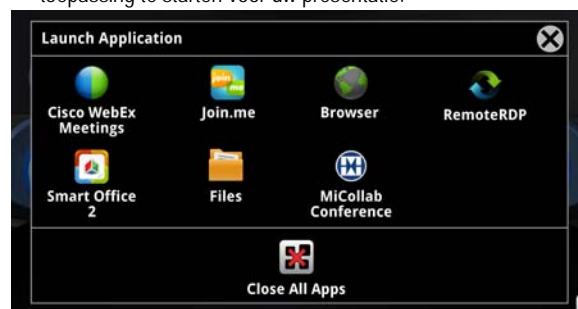 toepassing te starten voor uw presentatie.
Launch Application
Cisco WebEx
Meetings
Join.me
Browser
RemoteRDP
Smart Office
2
Files
MiCollab
Conference
Close All Apps